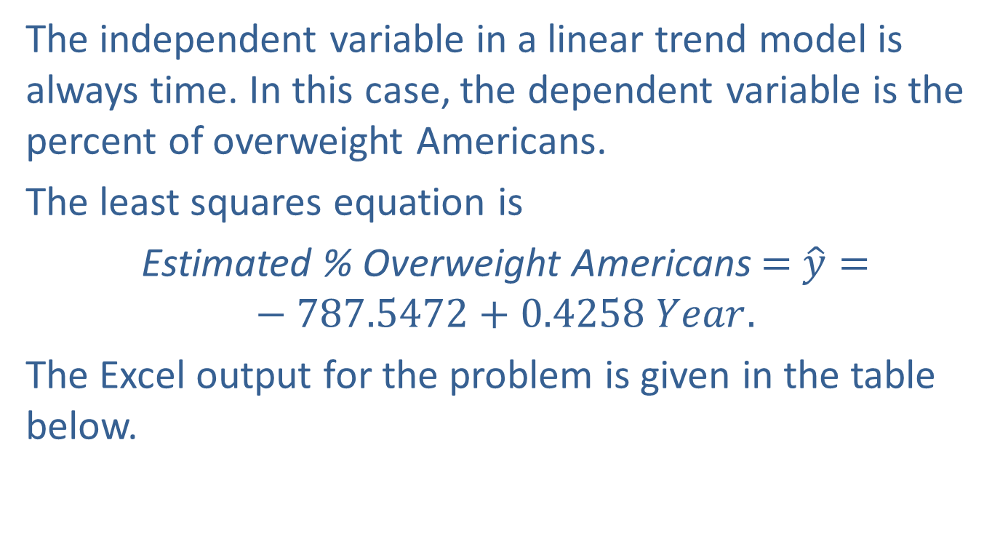 The independent variable in a linear trend model is
always time. In this case, the dependent variable is the
percent of overweight Americans.
The least squares equation is
Estimated % Overweight Americans = ŷ =
− 787.5472 + 0.4258 Year.
The Excel output for the problem is given in the table
below.